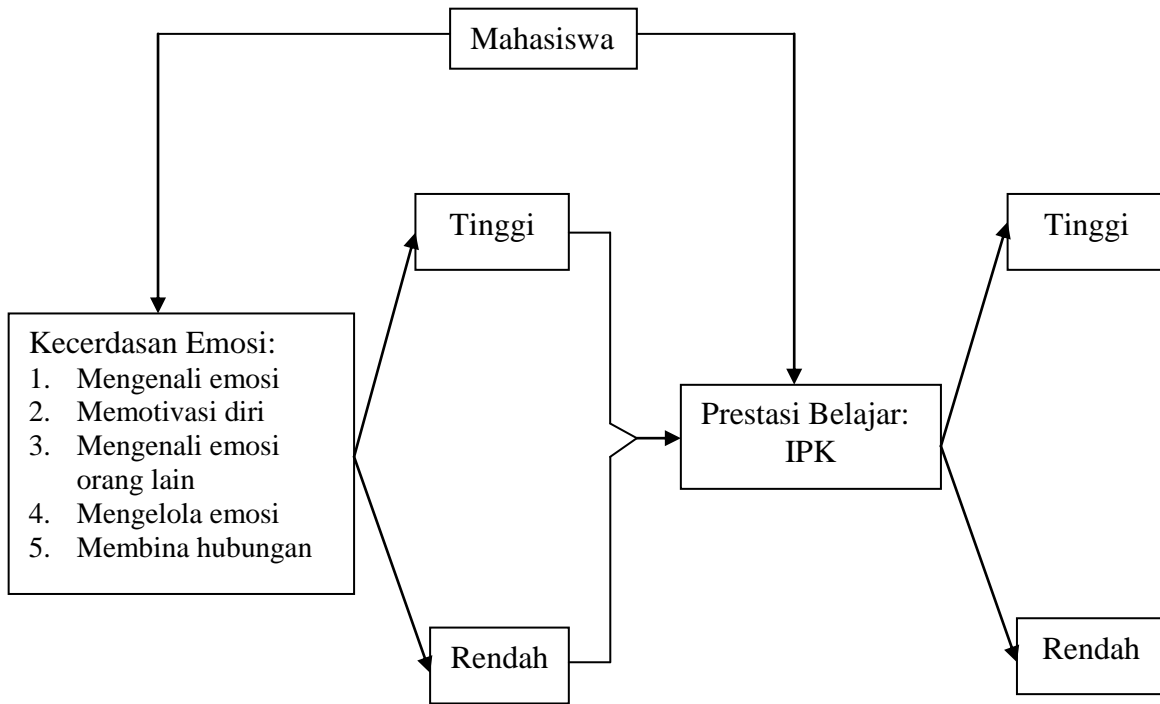 Mahasiswa
Tinggi
Tinggi
Kecerdasan Emosi:
1. Mengenali emosi
2. Memotivasi diri
3. Mengenali emosi
orang lain
4. Mengelola emosi
5. Membina hubungan
Prestasi Belajar:
IPK
Rendah
Rendah